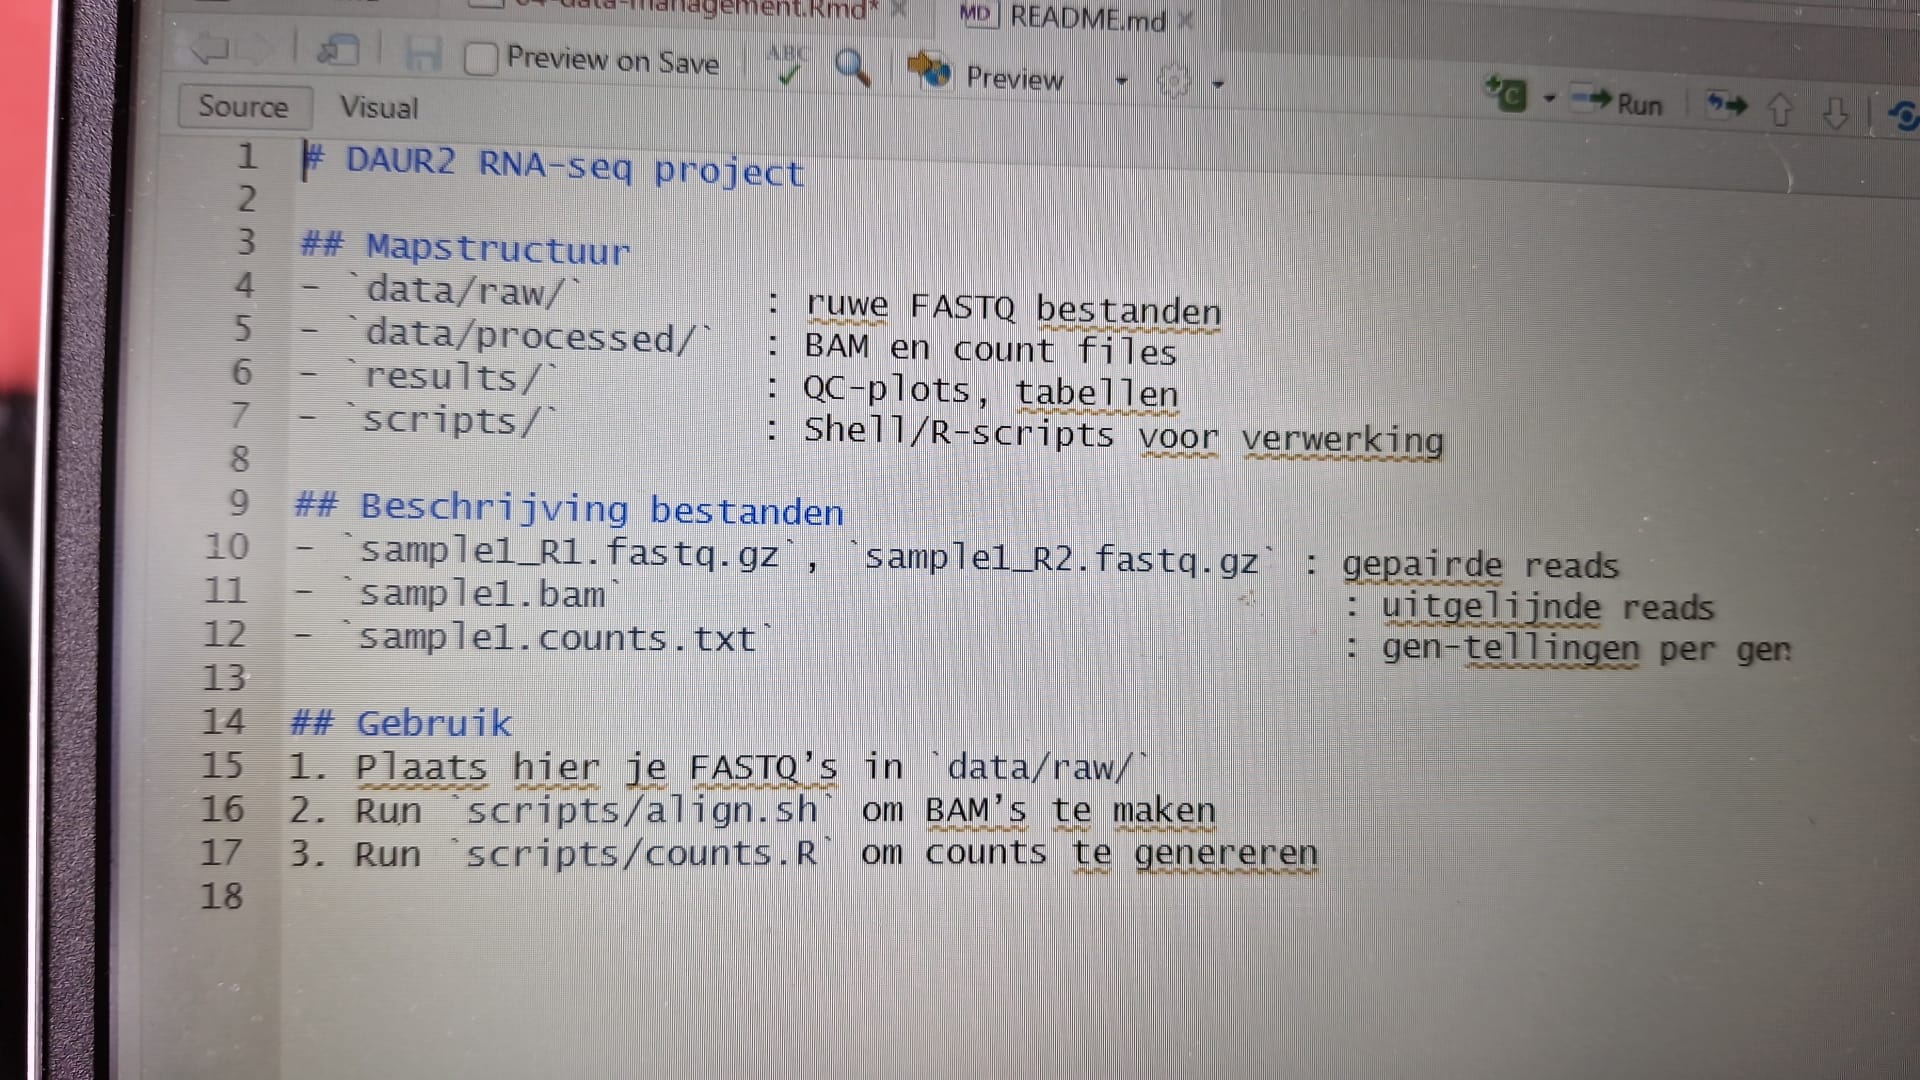 04-data-management.Rmd*
MD README.md
Preview on Save ABC Preview C Run
Source Visual
1 # DAUR2 RNA-seq project
2
3 ## Mapstructuur
4 - `data/raw/` : ruwe FASTQ bestanden
5 - `data/processed/` : BAM en count files
6 - `results/` : QC-plots, tabellen
7 - `scripts/` : Shell/R-scripts voor verwerking
8
9 ## Beschrijving bestanden
10 - `sample1_R1.fastq.gz`, `sample1_R2.fastq.gz` : gepairde reads
11 - `sample1.bam` : uitgelijnde reads
12 - `sample1.counts.txt` : gen-tellingen per gen
13
14 ## Gebruik
15 1. Plaats hier je FASTQ’s in `data/raw/`
16 2. Run `scripts/align.sh` om BAM’s te maken
17 3. Run `scripts/counts.R` om counts te genereren
18